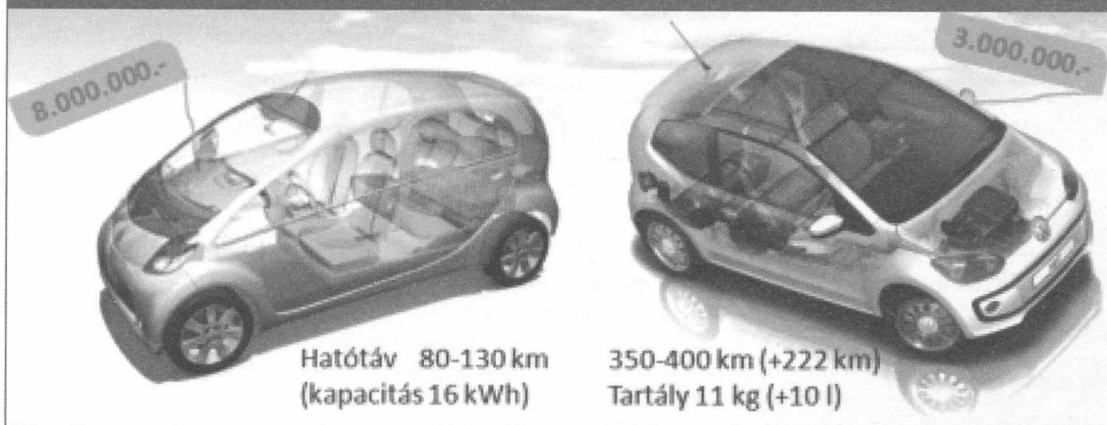 8.000.000.-
3.000.000.-
Hatótáv 80-130 km
(kapacitás 16 kWh)
350-400 km (+222 km)
Tartály 11 kg (+10 l)